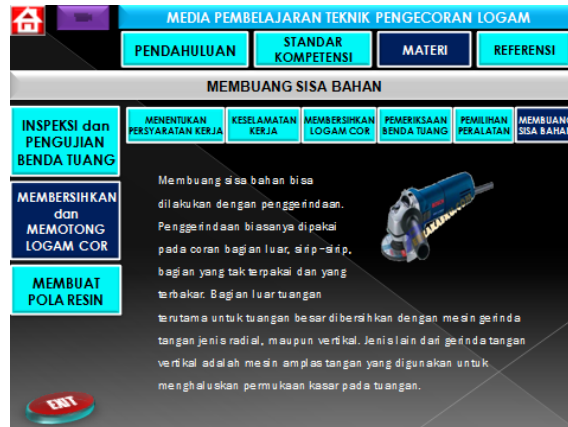 MEDIA PEMBELAJARAN TEKNIK PENGECORAN LOGAM
PENDAHULUAN
STANDAR
KOMPETENSI
MATERI
REFERENSI
MEMBUANG SISA BAHAN
INSPEKSI dan
PENGUJIAN
BENDA TUANG
MEMBERSIHKAN
dan
MEMOTONG
LOGAM COR
MEMBUAT
POLA RESIN
MENENTUKAN
PERSYARATAN KERJA
KESELAMATAN
KERJA
MEMBERSIHKAN
LOGAM COR
PEMERIKSAAN
BENDA TUANG
PEMILIHAN
PERALATAN
MEMBUANG
SISA BAHAN
Membuang sisa bahan bisa
dilakukan dengan penggerindaan.
Penggerindaan biasanya dipakai
pada coran bagian luar, sirip-sirip,
bagian yang tak terpakai dan yang
terbakar. Bagian luar tuangan
terutama untuk tuangan besar dibersihkan dengan mesin gerinda
tangan jenis radial, maupun vertikal. Jenis lain dari gerinda tangan
vertikal adalah mesin amplas tangan yang digunakan untuk
menghaluskan permukaan kasar pada tuangan.
EXIT